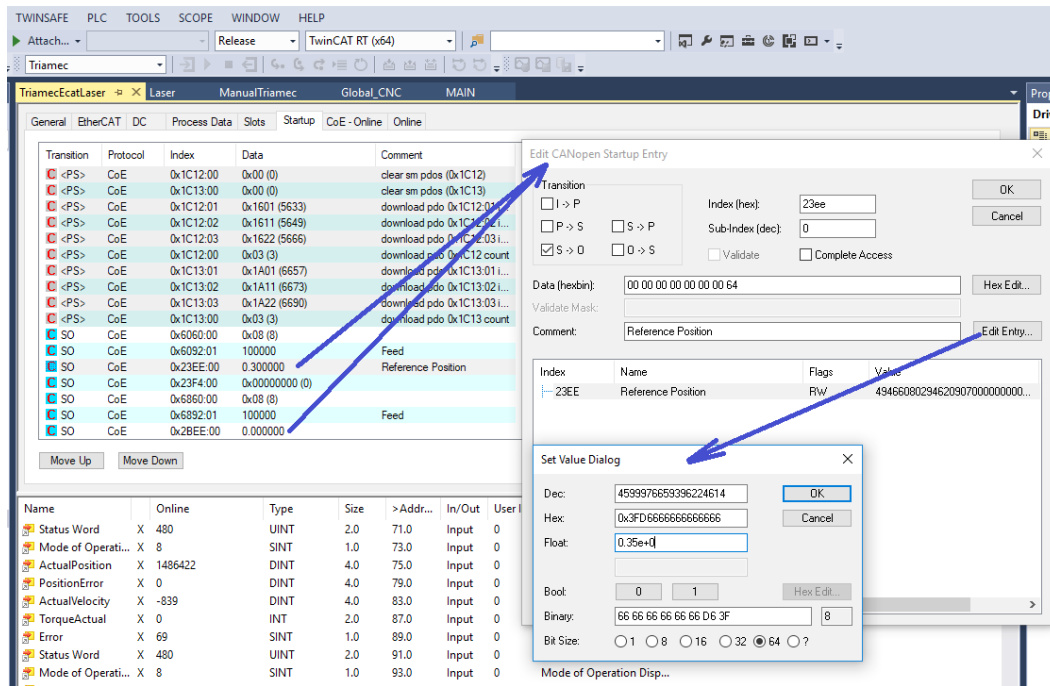 TWINSAFE PLC TOOLS SCOPE WINDOW HELP
Attach... Release TwinCAT RT (x64)
Triamec
TriamecEcatLaser Laser ManualTriamec Global_CNC MAIN
General EtherCAT DC Process Data Slots Startup CoE - Online Online
Transition Protocol Index Data Comment
C <PS> CoE 0x1C12:00 0x00 (0) clear sm pdos (0x1C12)
C <PS> CoE 0x1C13:00 0x00 (0) clear sm pdos (0x1C13)
C <PS> CoE 0x1C12:01 0x1601 (5633) download pdo 0x1C12:01 i...
C <PS> CoE 0x1C12:02 0x1611 (5649) download pdo 0x1C12:02 i...
C <PS> CoE 0x1C12:03 0x1622 (5666) download pdo 0x1C12:03 i...
C <PS> CoE 0x1C12:00 0x03 (3) download pdo 0x1C12 count
C <PS> CoE 0x1C13:01 0x1A01 (6657) download pdo 0x1C13:01 i...
C <PS> CoE 0x1C13:02 0x1A11 (6673) download pdo 0x1C13:02 i...
C <PS> CoE 0x1C13:03 0x1A22 (6690) download pdo 0x1C13:03 i...
C <PS> CoE 0x1C13:00 0x03 (3) download pdo 0x1C13 count
C SO CoE 0x6060:00 0x08 (8)
C SO CoE 0x6092:01 100000 Feed
C SO CoE 0x23EE:00 0.300000 Reference Position
C SO CoE 0x23F4:00 0x00000000 (0)
C SO CoE 0x6860:00 0x08 (8)
C SO CoE 0x6892:01 100000 Feed
C SO CoE 0x2BEE:00 0.000000
Move Up Move Down
Name Online Type Size >Addr... In/Out User I
Status Word X 480 UINT 2.0 71.0 Input 0
Mode of Operati... X 8 SINT 1.0 73.0 Input 0
ActualPosition X 1486422 DINT 4.0 75.0 Input 0
PositionError X 0 DINT 4.0 79.0 Input 0
ActualVelocity X -839 DINT 4.0 83.0 Input 0
TorqueActual X 0 INT 2.0 87.0 Input 0
Error X 69 SINT 1.0 89.0 Input 0
Status Word X 480 UINT 2.0 91.0 Input 0
Mode of Operati... X 8 SINT 1.0 93.0 Input 0 Mode of Operation Disp...
Prop
Dri
Edit CANopen Startup Entry
Transition
I -> P
P -> S S -> P
S -> O O -> S
Index (hex): 23ee
Sub-Index (dec): 0
Validate Complete Access
OK
Cancel
Data (hexbin): 00 00 00 00 00 00 00 64 Hex Edit...
Validate Mask:
Comment: Reference Position Edit Entry...
Index Name Flags Value
23EE Reference Position RW 49466080294620907000000000...
Set Value Dialog
Dec: 4599976659396224614 OK
Hex: 0x3FD6666666666666 Cancel
Float: 0.35e+0
Bool: 0 1 Hex Edit...
Binary: 66 66 66 66 66 66 D6 3F 8
Bit Size: 1 8 16 32 64 ?